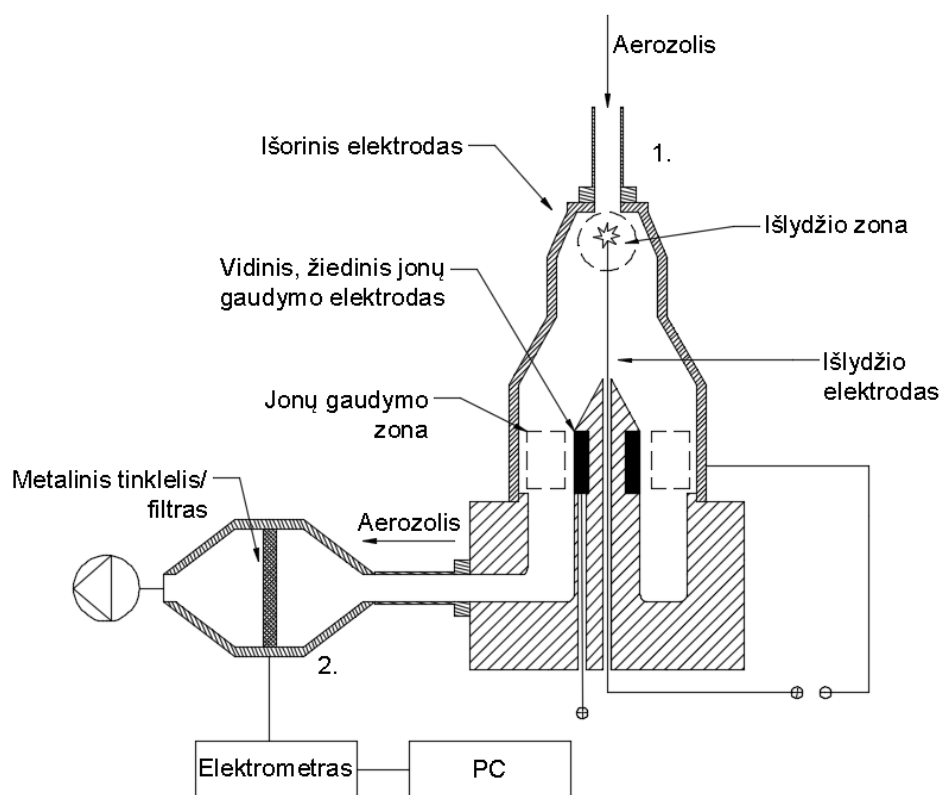 Aerozolis
1.
Išorinis elektrodas
Išlydžio zona
Vidinis, žiedinis jonų
gaudymo elektrodas
Išlydžio
elektrodas
Jonų gaudymo
zona
Metalinis tinklelis/
filtras
Aerozolis
2.
Elektrometras
PC